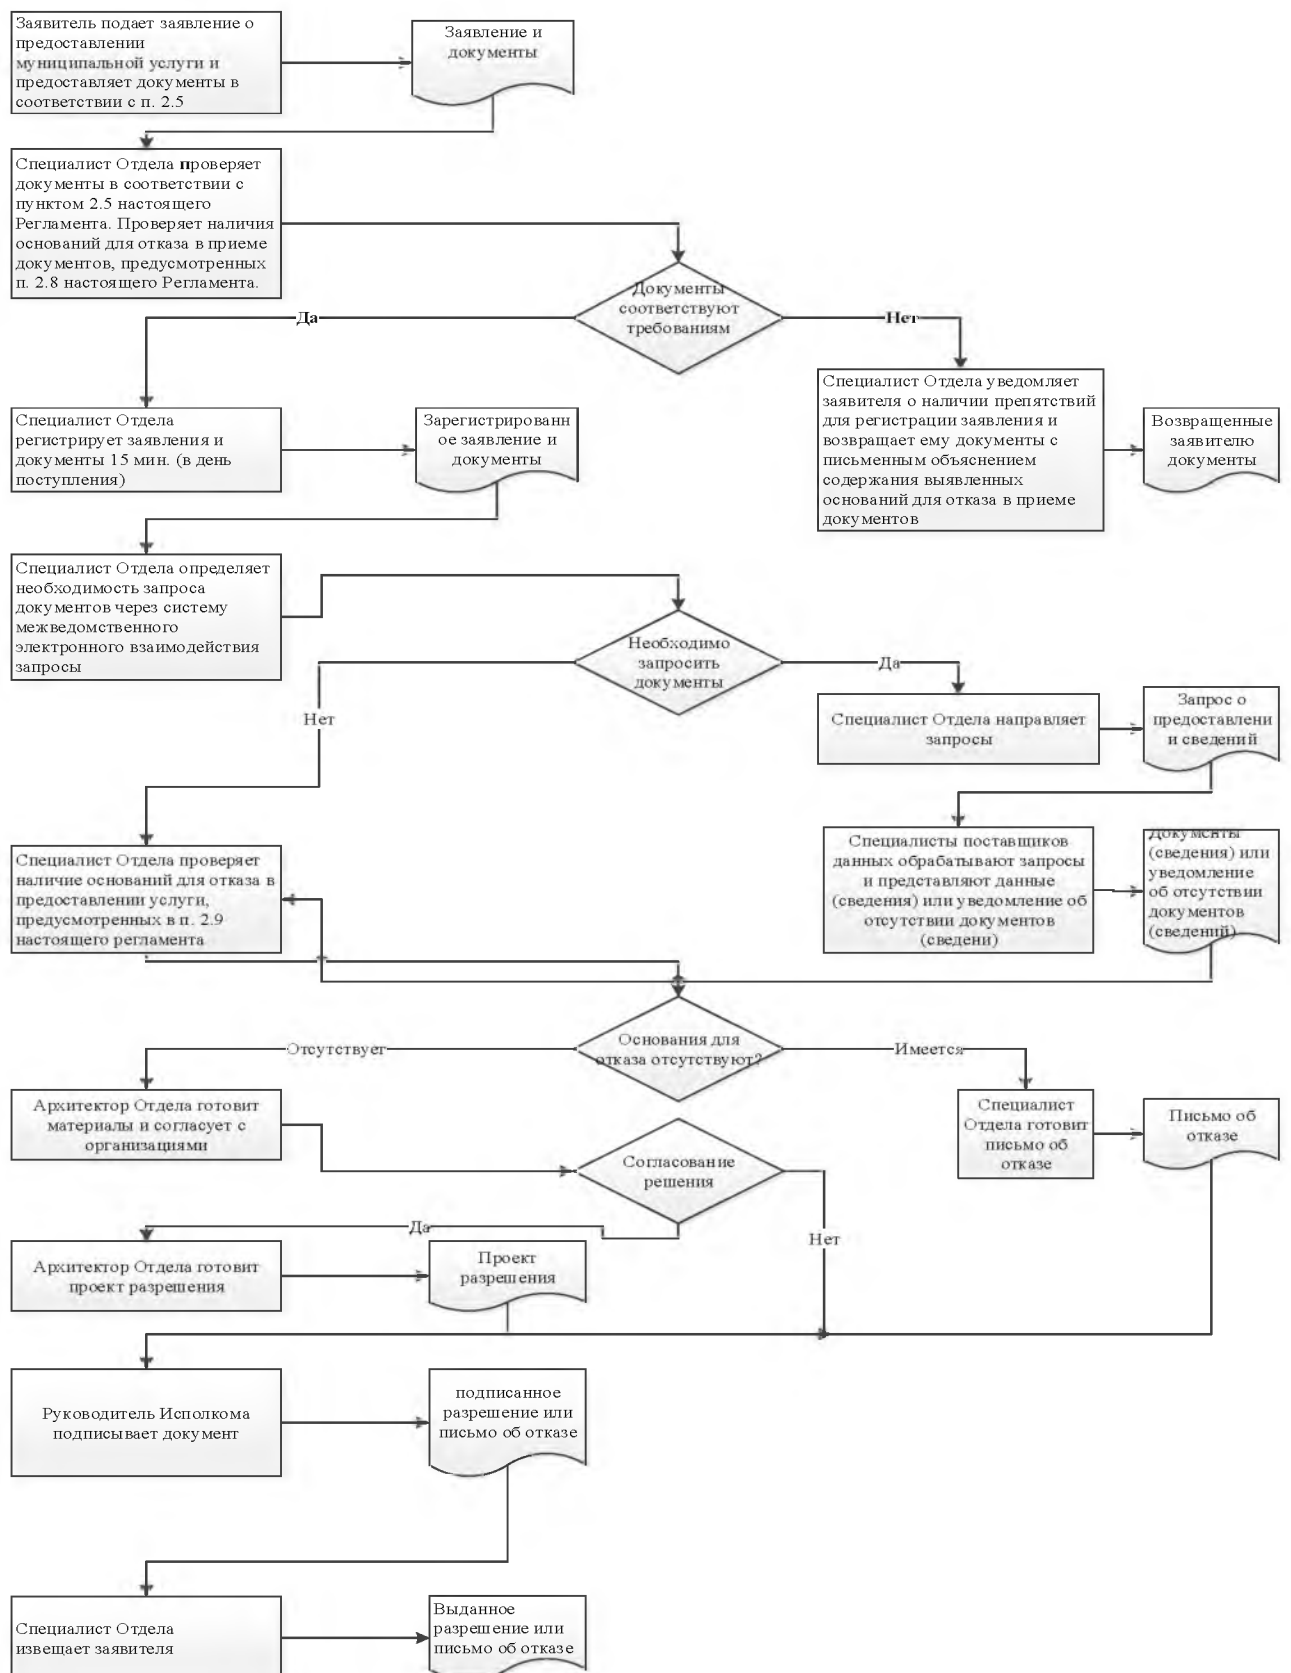 Заявитель подает заявление о
предоставлении
муниципальной услуги и
предоставляет документы в
соответствии с п. 2.5
Заявление и
документы
Специалист Отдела проверяет
документы в соответствии с
пунктом 2.5 настоящего
Регламента. Проверяет наличия
оснований для отказа в приеме
документов, предусмотренных
п. 2.8 настоящего Регламента.
Документы
соответствуют
требованиям
Да
Нет
Специалист Отдела
регистрирует заявления и
документы 15 мин. (в день
поступления)
Зарегистрированн
ое заявление и
документы
Специалист Отдела уведомляет
заявителя о наличии препятствий
для регистрации заявления и
возвращает ему документы с
письменным объяснением
содержания выявленных
оснований для отказа в приеме
документов
Возвращенные
заявителю
документы
Специалист Отдела определяет
необходимость запроса
документов через систему
межведомственного
электронного взаимодействия
запросы
Необходимо
запросить
документы
Да
Нет
Специалист Отдела направляет
запросы
Запрос о
предоставлени
и сведений
Специалисты поставщиков
данных обрабатывают запросы
и представляют данные
(сведения) или уведомление об
отсутствии документов
(сведени)
Документы
(сведения) или
уведомление
об отсутствии
документов
(сведений)
Специалист Отдела проверяет
наличие оснований для отказа в
предоставлении услуги,
предусмотренных в п. 2.9
настоящего регламента
Основания для
отказа отсутствуют?
Отсутствует
Имеется
Архитектор Отдела готовит
материалы и согласует с
организациями
Специалист
Отдела готовит
письмо об
отказе
Письмо об
отказе
Согласование
решения
Да
Нет
Архитектор Отдела готовит
проект разрешения
Проект
разрешения
Руководитель Исполкома
подписывает документ
подписанное
разрешение или
письмо об отказе
Специалист Отдела
извещает заявителя
Выданное
разрешение или
письмо об отказе